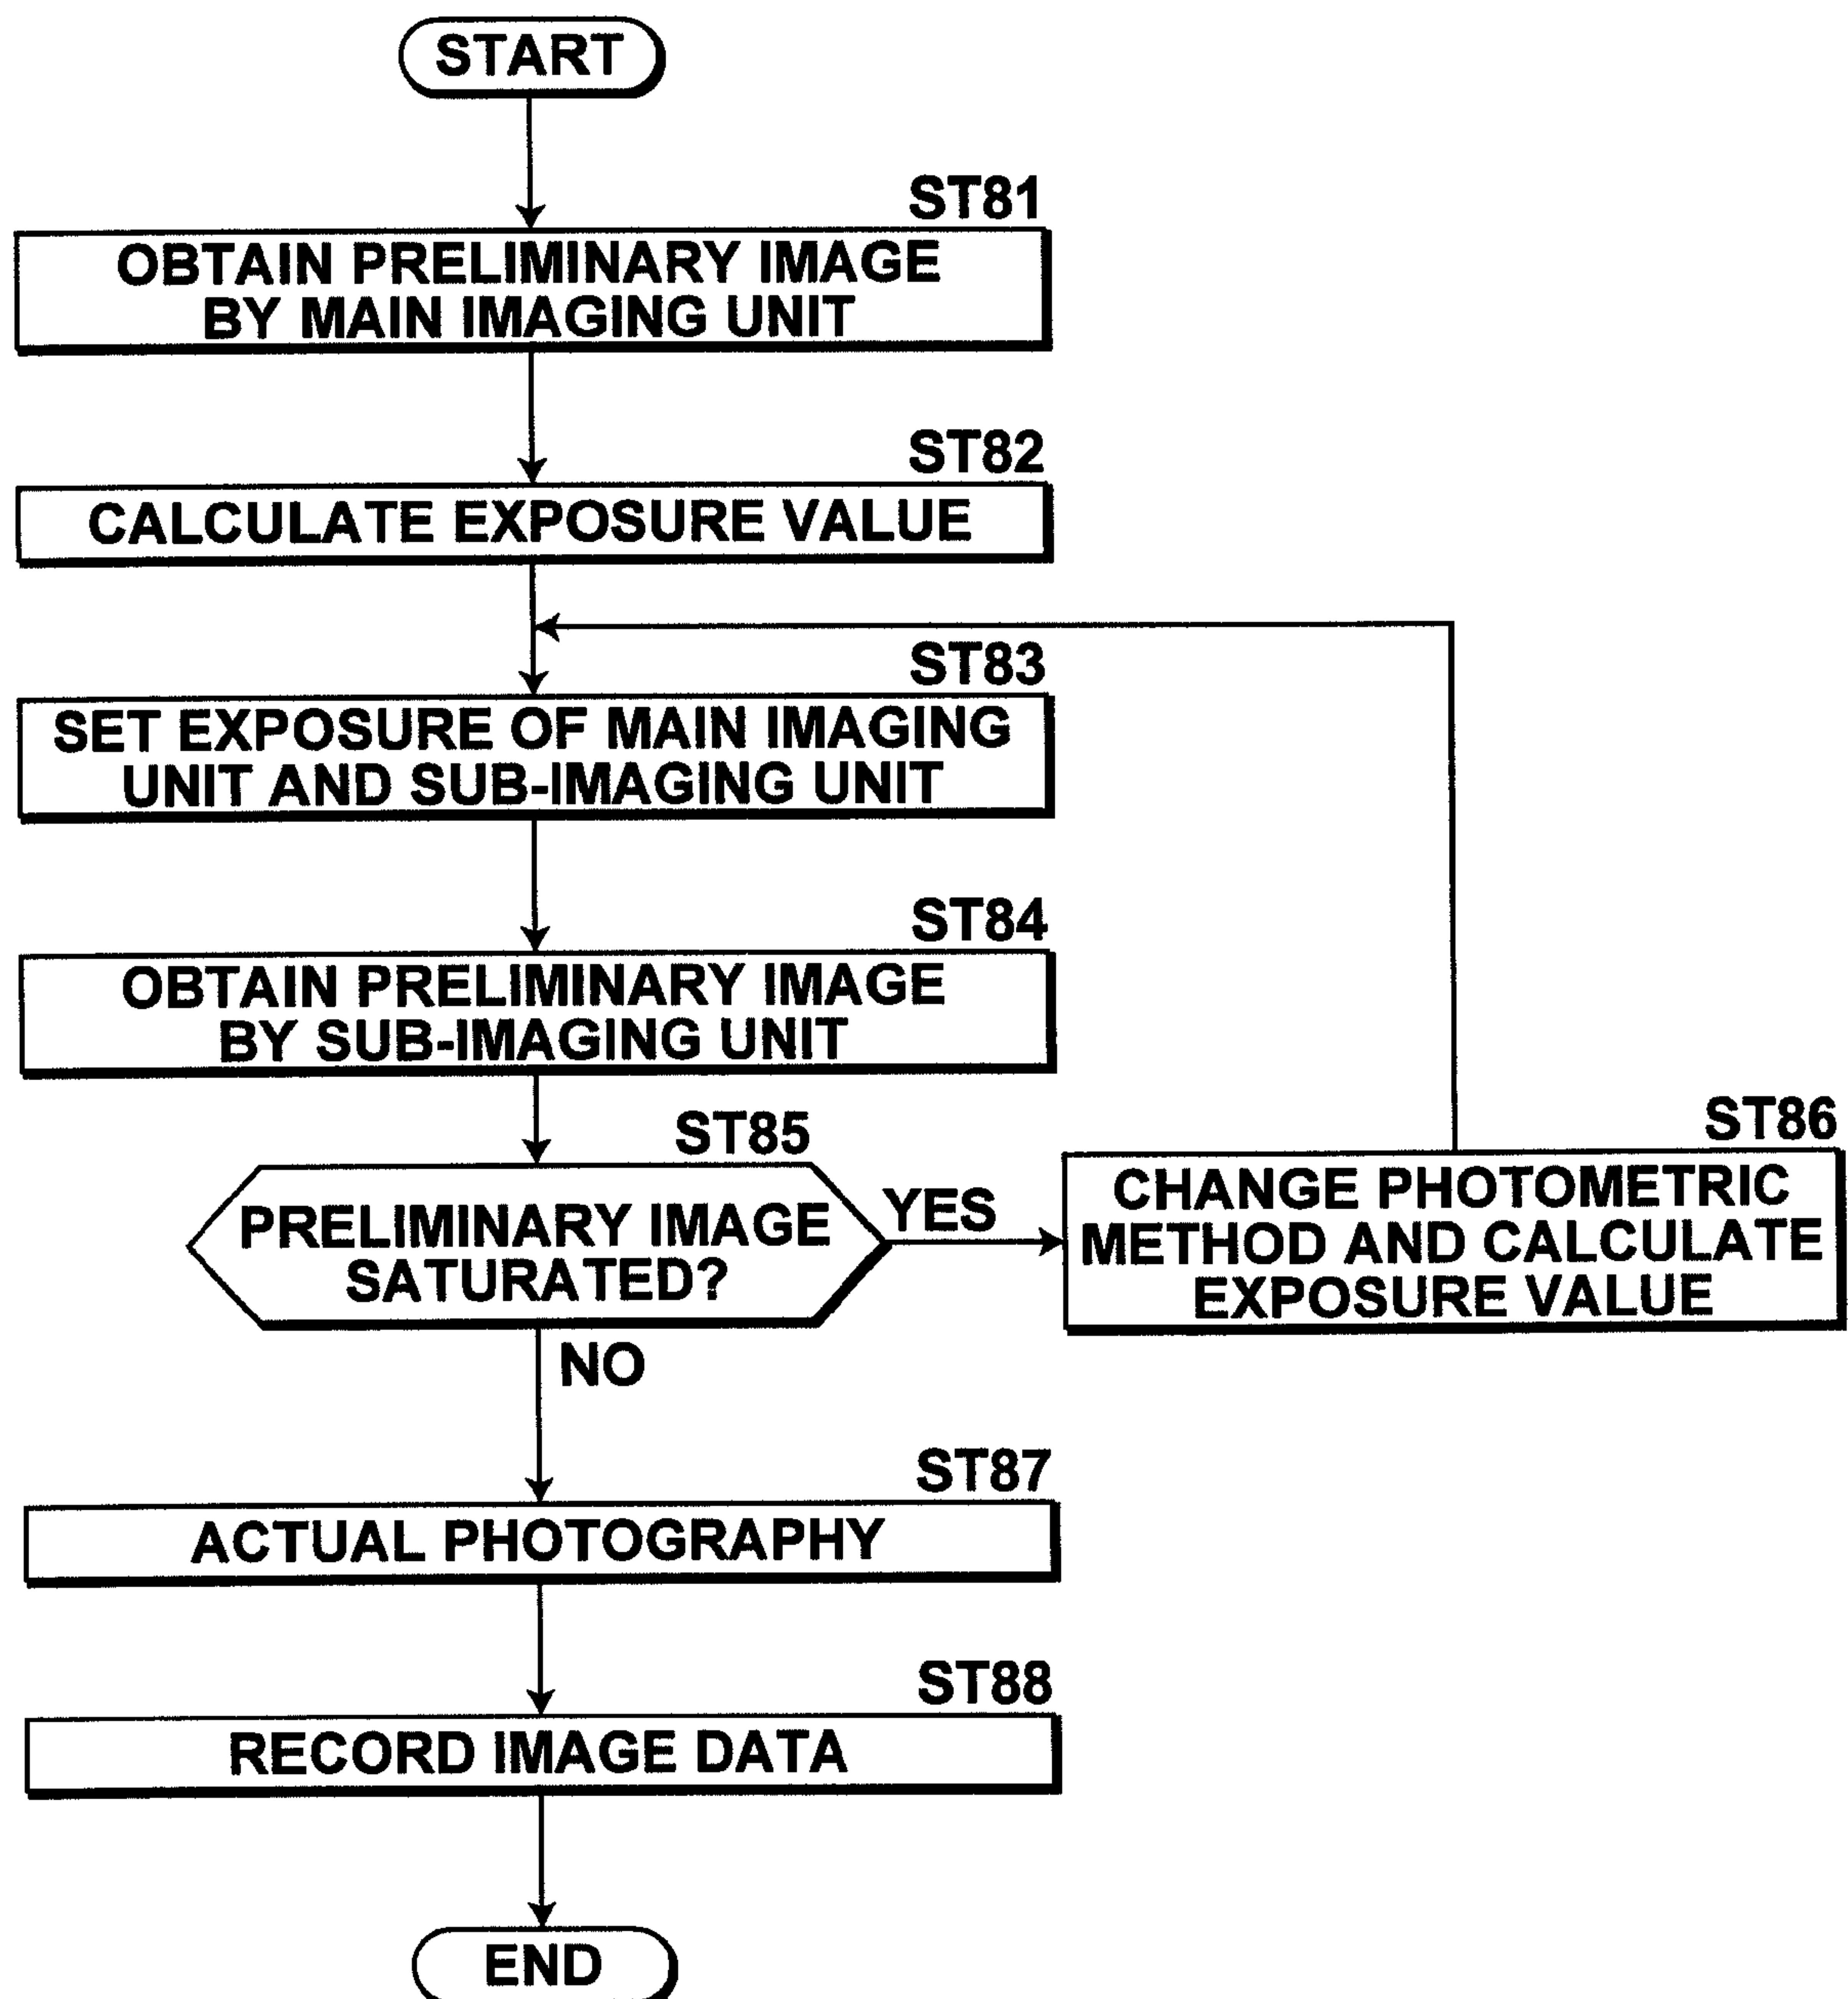 START
ST81
OBTAIN PRELIMINARY IMAGE
BY MAIN IMAGING UNIT
ST82
CALCULATE EXPOSURE VALUE
ST83
SET EXPOSURE OF MAIN IMAGING
UNIT AND SUB-IMAGING UNIT
ST84
OBTAIN PRELIMINARY IMAGE
BY SUB-IMAGING UNIT
ST85
PRELIMINARY IMAGE
SATURATED?
YES
ST86
CHANGE PHOTOMETRIC
METHOD AND CALCULATE
EXPOSURE VALUE
NO
ST87
ACTUAL PHOTOGRAPHY
ST88
RECORD IMAGE DATA
END